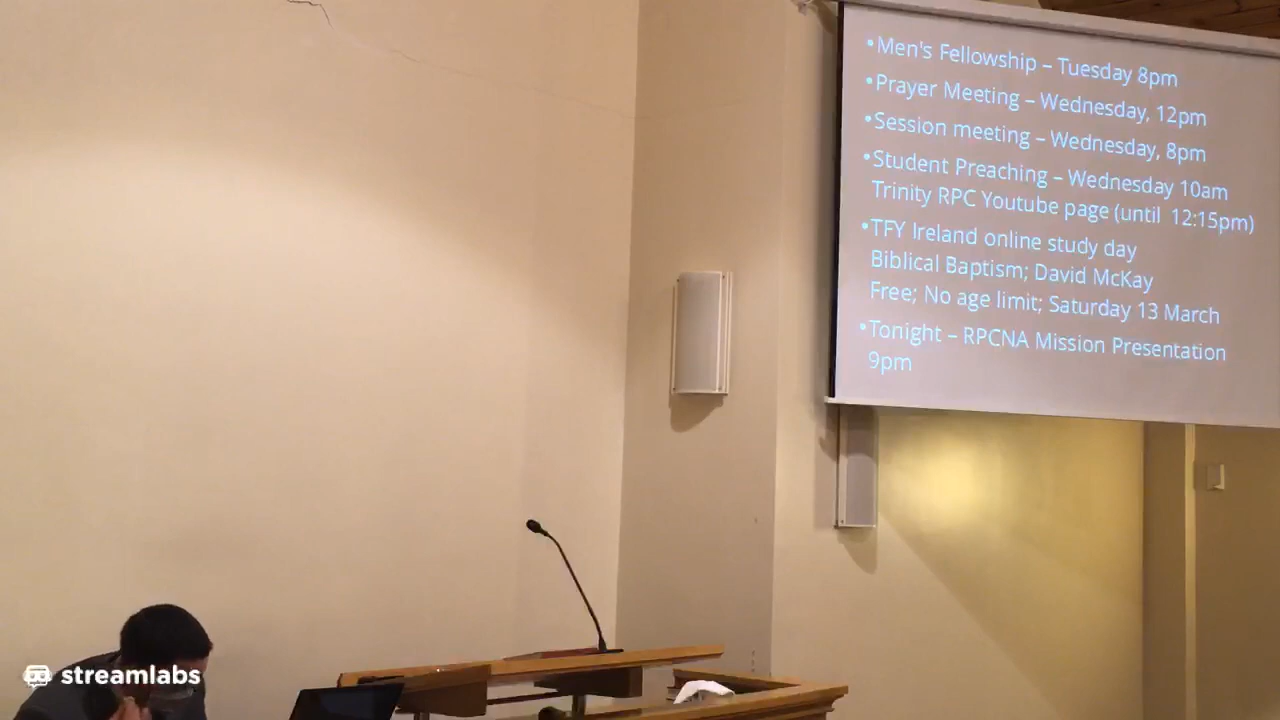 •Men's Fellowship – Tuesday 8pm
•Prayer Meeting – Wednesday, 12pm
•Session meeting – Wednesday, 8pm
•Student Preaching – Wednesday 10am
Trinity RPC Youtube page (until 12:15pm)
•TFY Ireland online study day
Biblical Baptism; David McKay
Free; No age limit; Saturday 13 March
•Tonight – RPCNA Mission Presentation
9pm
streamlabs